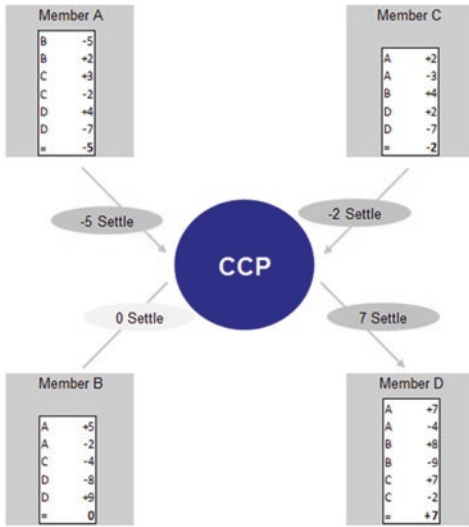 Member A
B -5
B +2
C +3
C -2
D +4
D -7
= -5
Member C
A +2
A -3
B +4
D +2
D -7
= -2
-5 Settle
-2 Settle
CCP
0 Settle
7 Settle
Member B
A +5
A -2
C -4
D -8
D +9
= 0
Member D
A +7
A -4
B +8
B -9
C +7
C -2
= +7